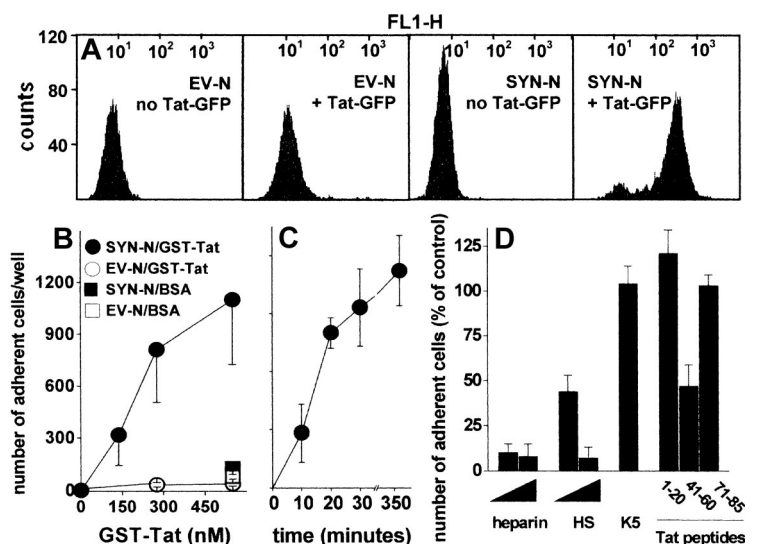 FL1-H
A
120
80
40
counts
10¹ 10² 10³
EV-N
no Tat-GFP
10¹ 10² 10³
EV-N
+ Tat-GFP
10¹ 10² 10³
SYN-N
no Tat-GFP
10¹ 10² 10³
SYN-N
+ Tat-GFP
B
SYN-N/GST-Tat
EV-N/GST-Tat
SYN-N/BSA
EV-N/BSA
number of adherent cells/well
1200
900
600
300
0
0 150 300 450
GST-Tat (nM)
C
0 10 20 30 350
time (minutes)
D
number of adherent cells (% of control)
125
100
75
50
25
0
heparin HS K5
1-20 41-60 71-85
Tat peptides